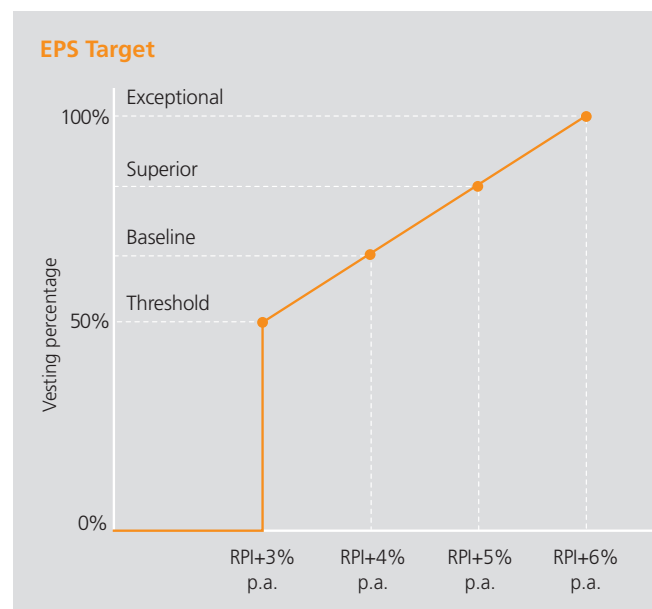 EPS Target
Exceptional
100%
Superior
Baseline
Threshold
50%
Vesting percentage
0%
RPI+3% p.a.
RPI+4% p.a.
RPI+5% p.a.
RPI+6% p.a.